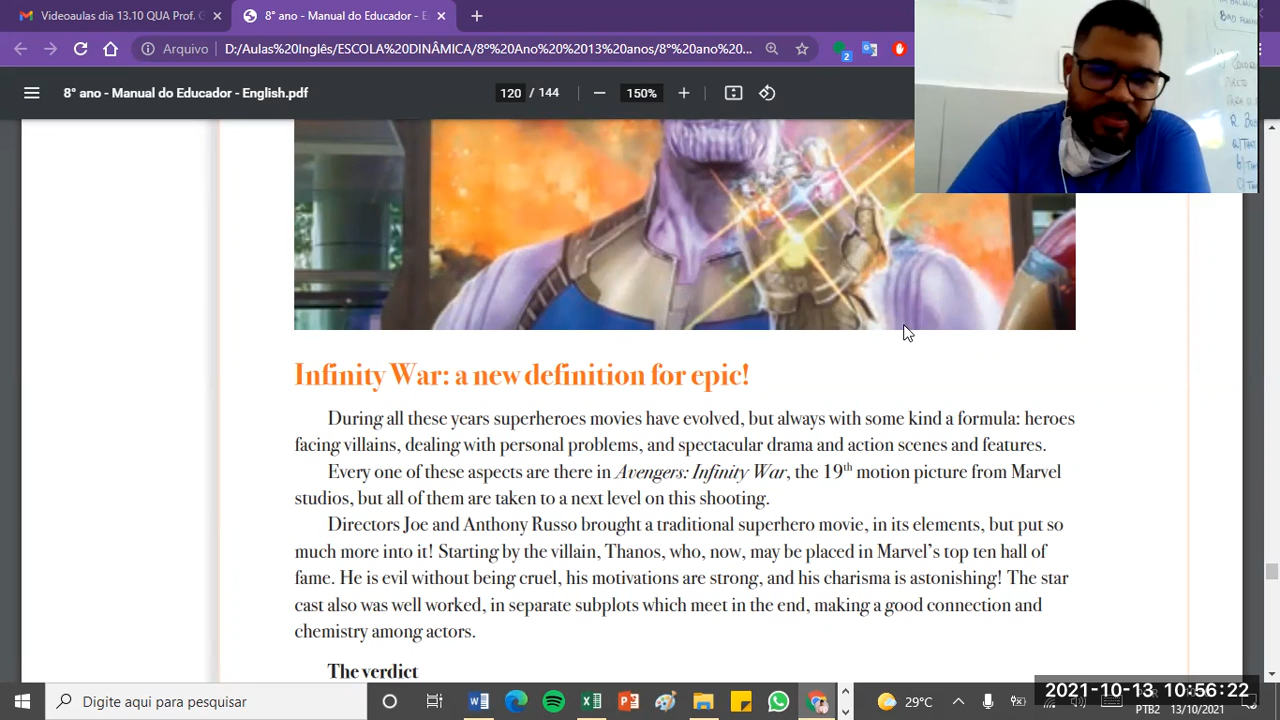 Videoaulas dia 13.10 QUA Prof. G
8° ano - Manual do Educador - E
Arquivo
D:/Aulas%20Inglês/ESCOLA%20DINÂMICA/8º%20Ano%20%2013%20anos/8°%20ano%20...
2
8° ano - Manual do Educador - English.pdf
120 / 144
150%
Infinity War: a new definition for epic!
During all these years superheroes movies have evolved, but always with some kind a formula: heroes
facing villains, dealing with personal problems, and spectacular drama and action scenes and features.
Every one of these aspects are there in Avengers: Infinity War, the 19th motion picture from Marvel
studios, but all of them are taken to a next level on this shooting.
Directors Joe and Anthony Russo brought a traditional superhero movie, in its elements, but put so
much more into it! Starting by the villain, Thanos, who, now, may be placed in Marvel's top ten hall of
fame. He is evil without being cruel, his motivations are strong, and his charisma is astonishing! The star
cast also was well worked, in separate subplots which meet in the end, making a good connection and
chemistry among actors.
The verdict
Digite aqui para pesquisar
29°C
2021-10-13 10:56:22
PTB2
13/10/2021